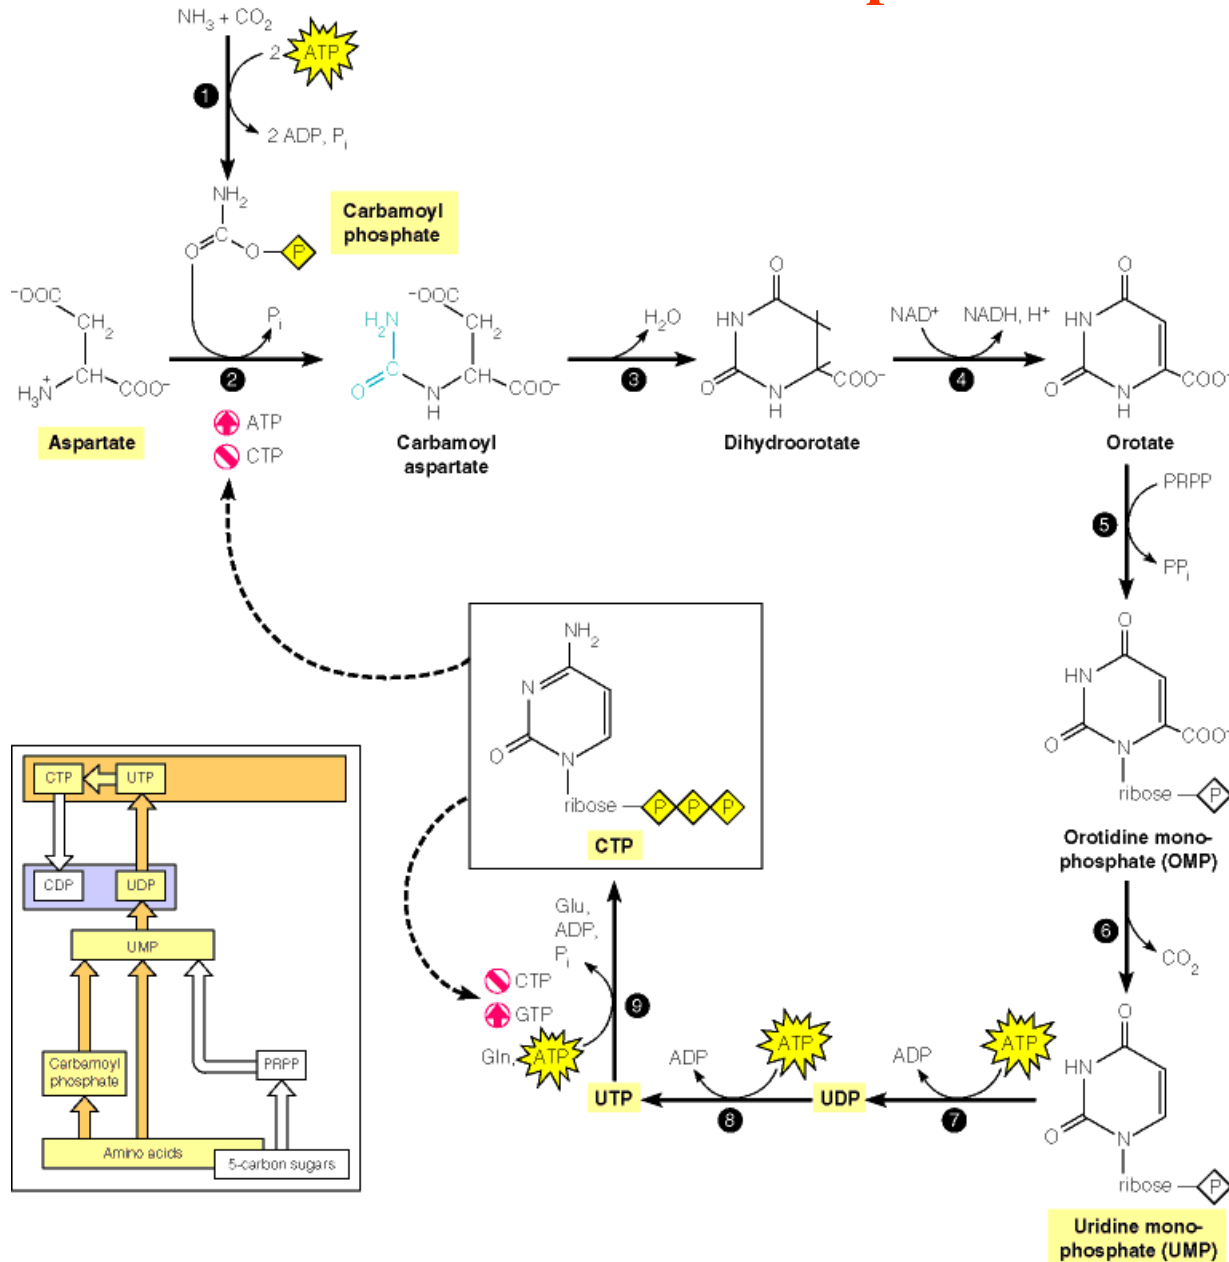 NH3 + CO2
2 ATP
1
2 ADP, Pi
NH2
C
O
O
P
Carbamoyl
phosphate
-OOC
CH2
CH
H3N+
COO-
Aspartate
Pi
2
ATP
CTP
H2N
C
O
-OOC
CH2
CH
N
H
COO-
Carbamoyl
aspartate
H2O
3
O
HN
O
N
H
COO-
Dihydroorotate
NAD+
NADH, H+
4
O
HN
O
N
H
COO-
Orotate
PRPP
5
PPi
O
HN
O
N
COO-
ribose
P
Orotidine mono-
phosphate (OMP)
6
CO2
O
HN
O
N
ribose
P
Uridine mono-
phosphate (UMP)
ATP
ADP
7
UDP
ATP
ADP
8
UTP
Gln, ATP
9
Glu,
ADP,
Pi
CTP
GTP
NH2
N
O
N
ribose
P P P
CTP
CTP
UTP
CDP
UDP
UMP
Carbamoyl
phosphate
PRPP
Amino acids
5-carbon sugars